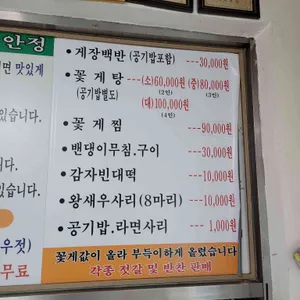 안정
면 맛있게
습니다.
있습니다.
우젓)
무료
• 게장백반 (공기밥포함) ---30,000원
• 꽃 게 탕 ---(소)60,000원 (중)80,000원
(공기밥별도) (2인) (3인)
(대)100,000원
(4인)
• 꽃 게 찜 ---90,000원
• 밴댕이무침.구이 ---30,000원
• 감자빈대떡 ---10,000원
• 왕새우사리(8마리) ---10,000원
• 공기밥.라면사리 --- 1,000원
꽃게값이 올라 부득이하게 올렸습니다
각종 젓갈 및 반찬 판매